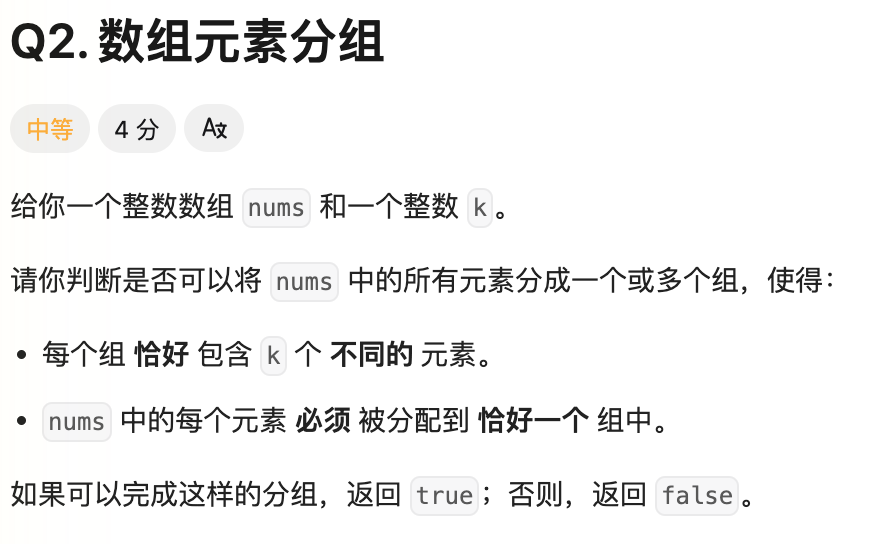 Q2. 数组元素分组
中等 4 分 A文
给你一个整数数组 nums 和一个整数 k。
请你判断是否可以将 nums 中的所有元素分成一个或多个组，使得：
• 每个组 恰好 包含 k 个 不同的 元素。
• nums 中的每个元素 必须 被分配到 恰好一个 组中。
如果可以完成这样的分组，返回 true；否则，返回 false。